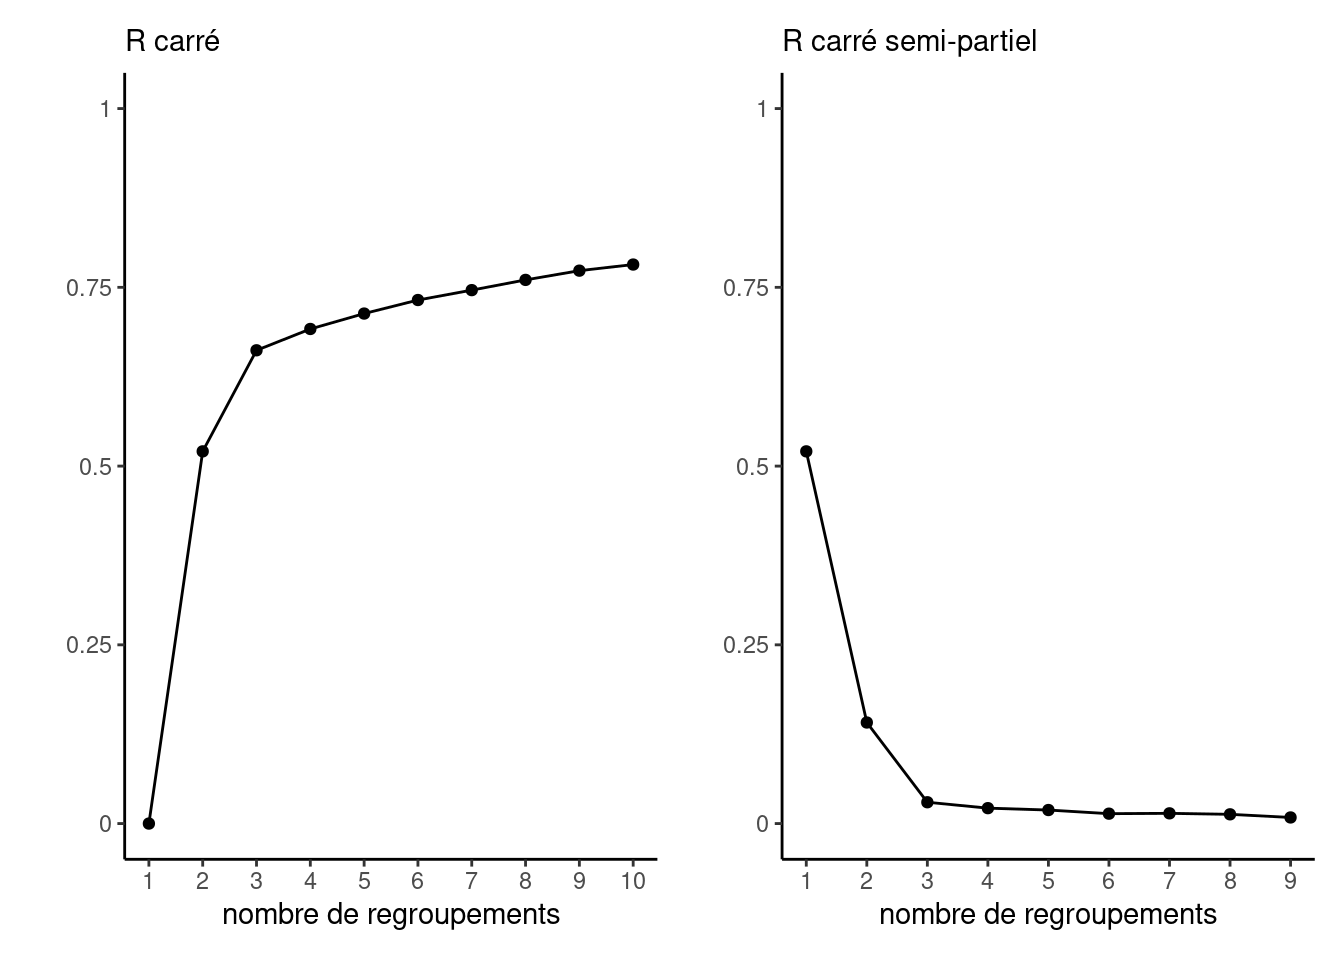 R carré
1
0.75
0.5
0.25
0
1 2 3 4 5 6 7 8 9 10
nombre de regroupements
R carré semi-partiel
1
0.75
0.5
0.25
0
1 2 3 4 5 6 7 8 9
nombre de regroupements